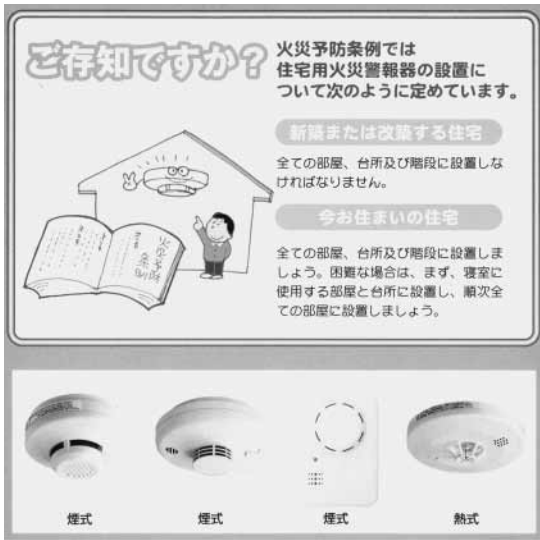 ご存知ですか？
火災予防条例では
住宅用火災警報器の設置に
ついて次のように定めています。
新築または改築する住宅
全ての部屋、台所及び階段に設置しな
ければなりません。
今お住まいの住宅
全ての部屋、台所及び階段に設置しま
しょう。困難な場合は、まず、寝室に
使用する部屋と台所に設置し、順次全
ての部屋に設置しましょう。
火災予防
条例
煙式
煙式
煙式
熱式